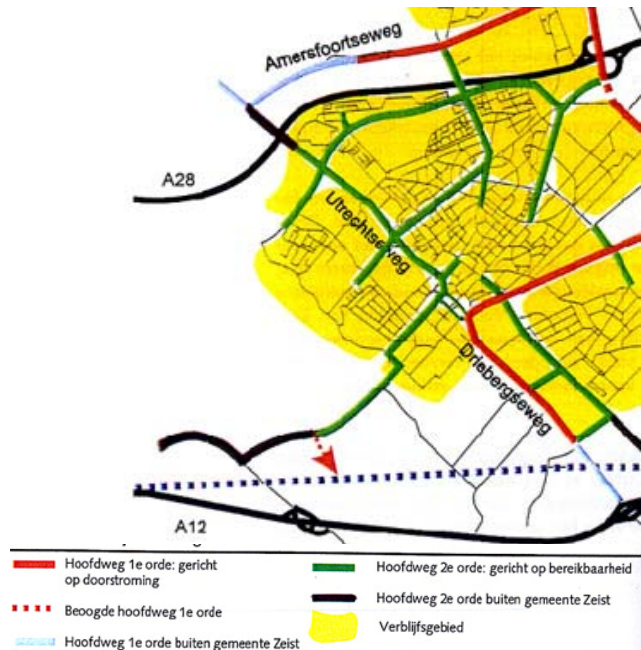 Amersfoortseweg
A28
Utrechtseweg
Driebergseweg
A12
Hoofdweg 1e orde: gericht
op doorstroming
Beoogde hoofdweg 1e orde
Hoofdweg 1e orde buiten gemeente Zeist
Hoofdweg 2e orde: gericht op bereikbaarheid
Hoofdweg 2e orde buiten gemeente Zeist
Verblijfsgebied